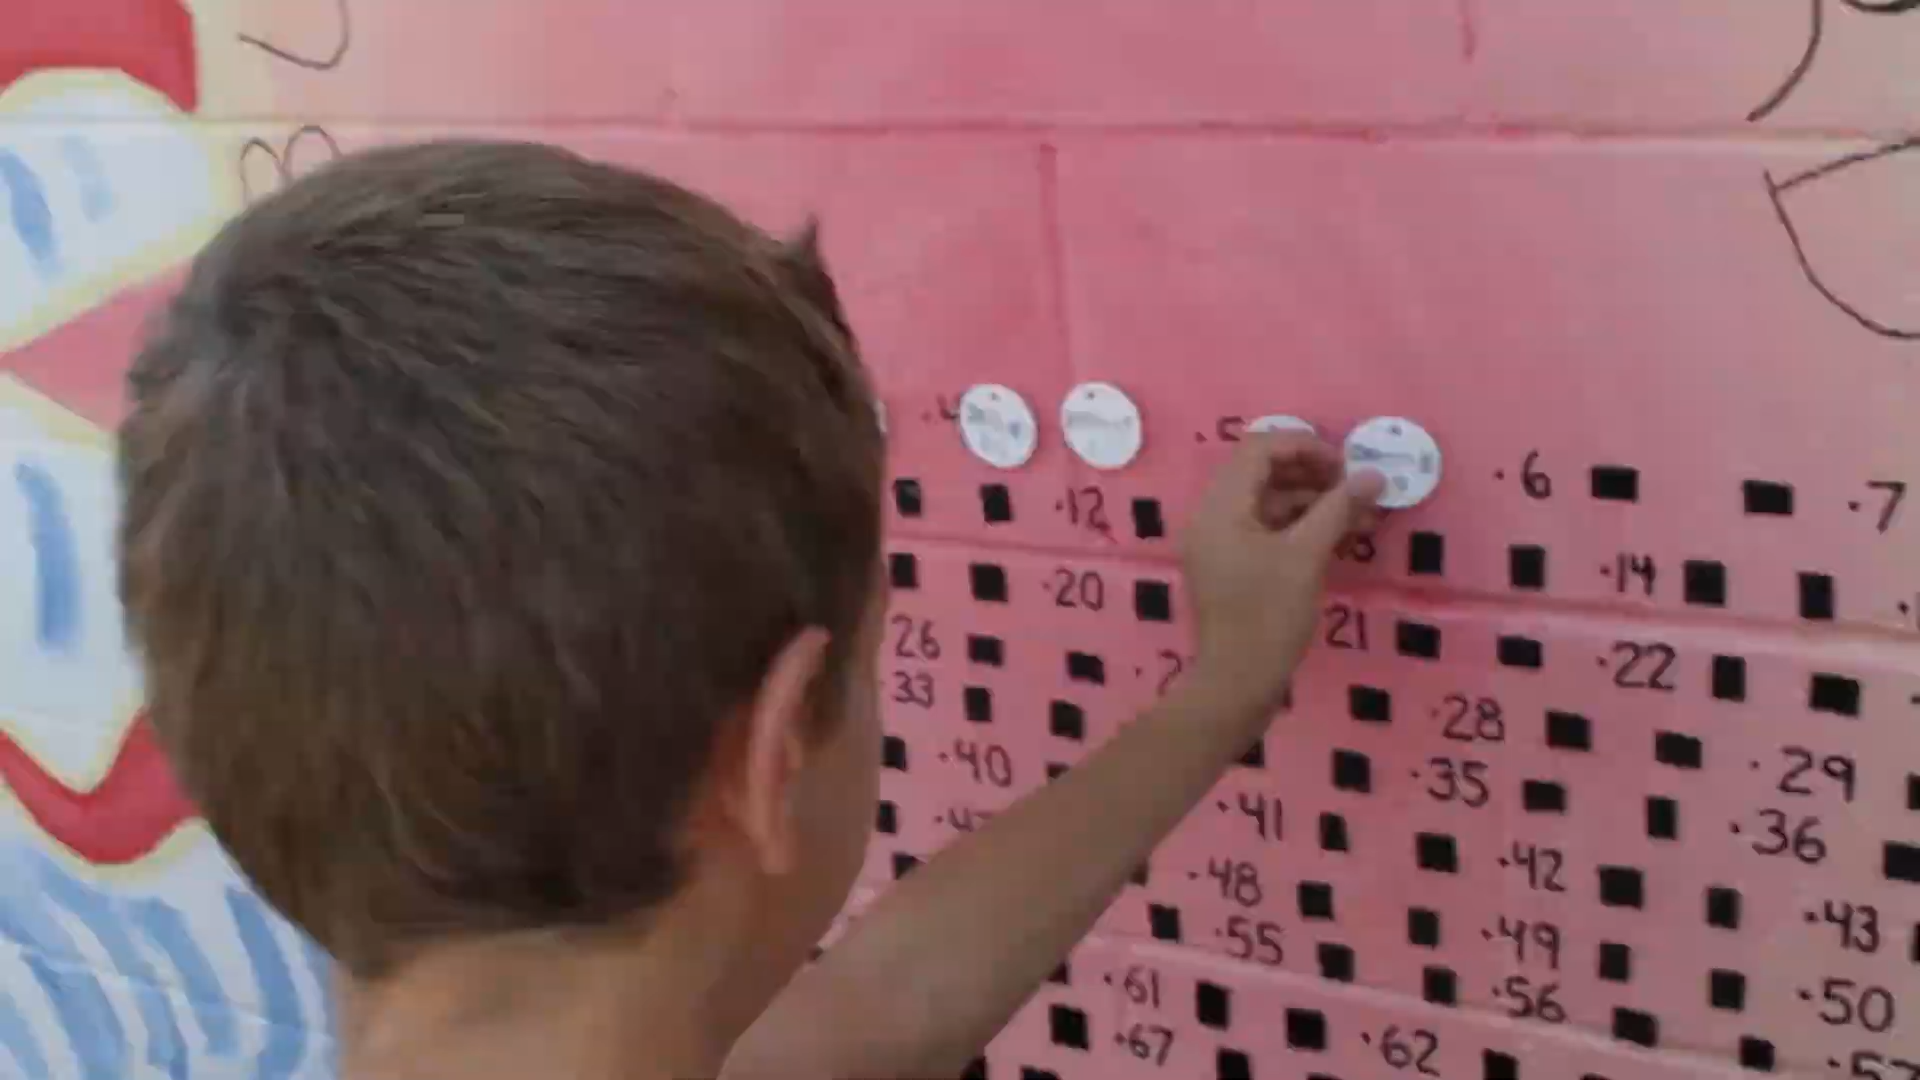 .4 .5 .6 .7
.12 .14
.20 21 .22
26 .28 .29
33 .35 .36
.40 .41 .42 .43
.48 .49 .50
.55 .56
.61 .62
.67